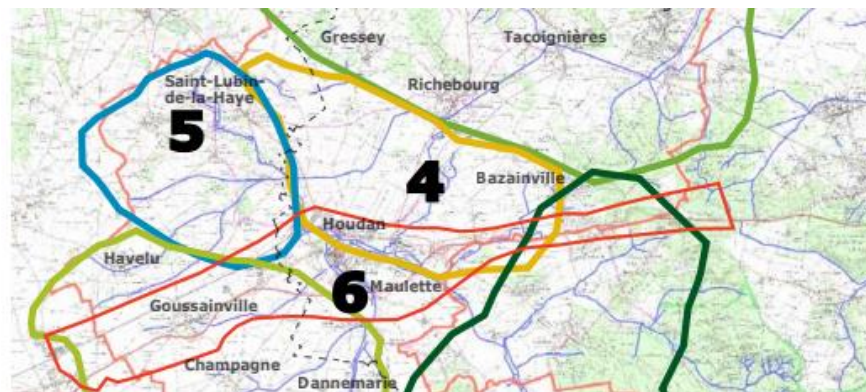 Gressey
Tacoignières
Saint-Lubin-
de-la-Haye
Richebourg
5
4
Bazainville
Houdan
Havelu
6
Maulette
Goussainville
Champagne
Dannemarie